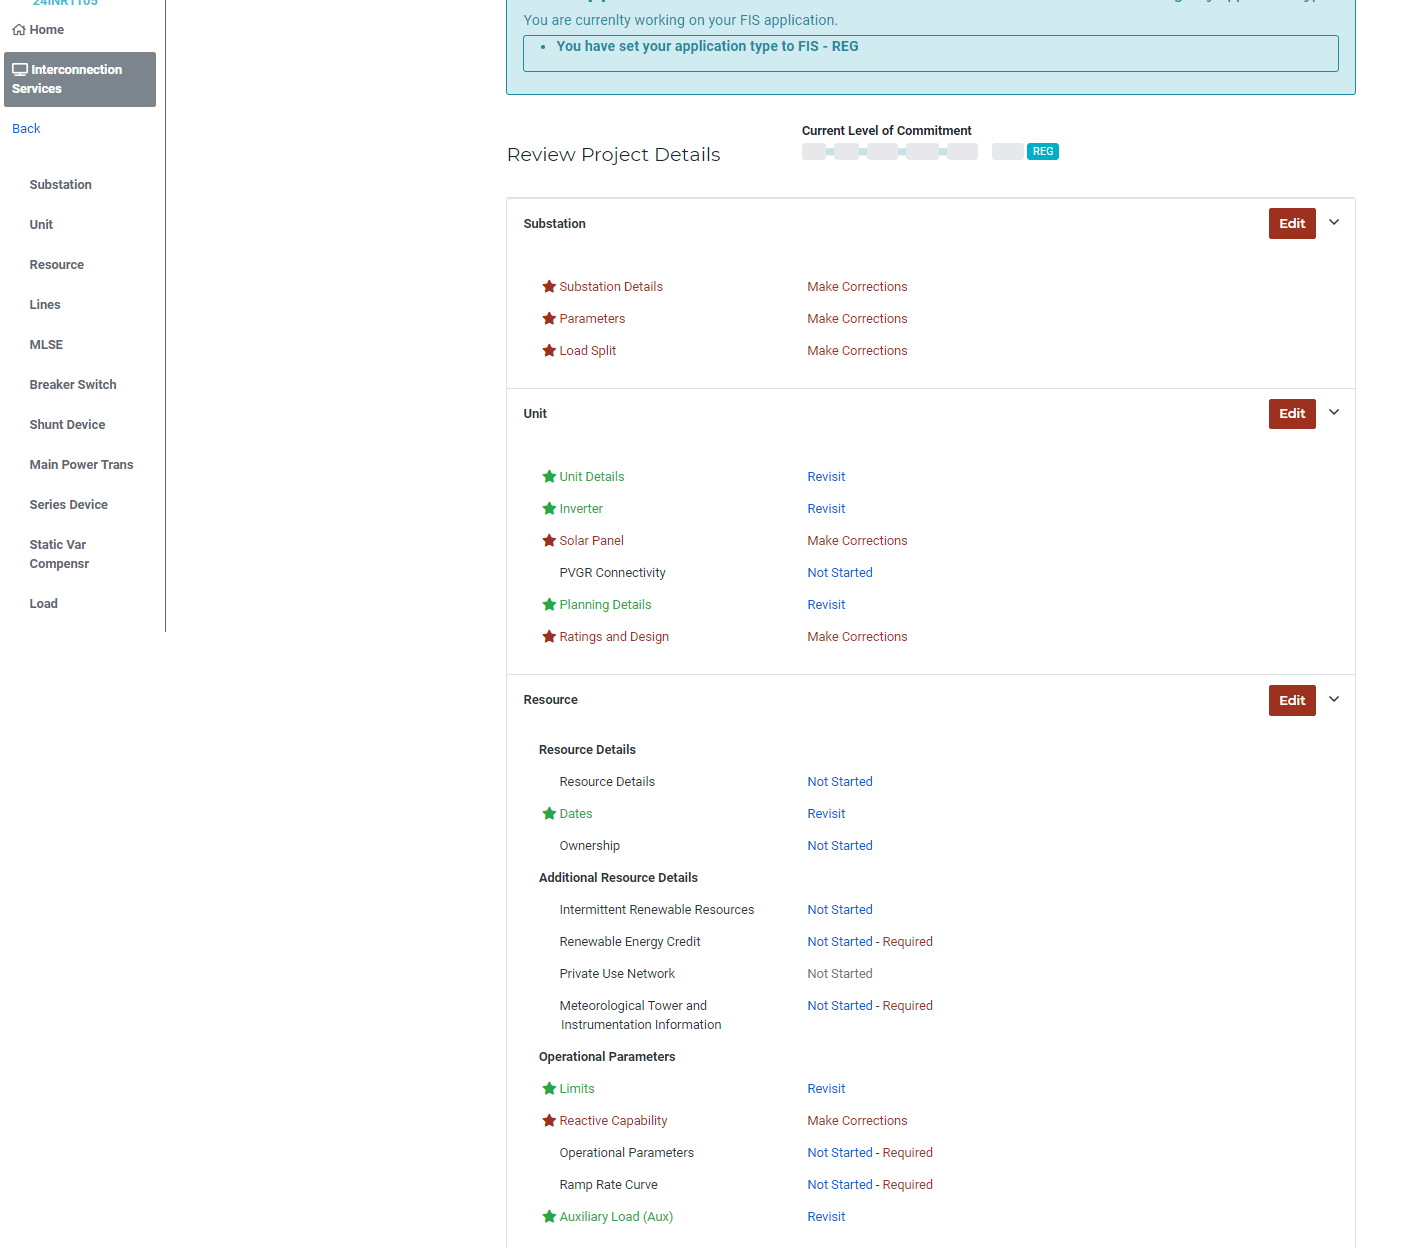 24INR1105
Home
Interconnection
Services
Back
Substation
Unit
Resource
Lines
MLSE
Breaker Switch
Shunt Device
Main Power Trans
Series Device
Static Var
Compensr
Load
You are currenlty working on your FIS application.
• You have set your application type to FIS - REG
Review Project Details
Current Level of Commitment
REG
Substation Edit
Substation Details Make Corrections
Parameters Make Corrections
Load Split Make Corrections
Unit Edit
Unit Details Revisit
Inverter Revisit
Solar Panel Make Corrections
PVGR Connectivity Not Started
Planning Details Revisit
Ratings and Design Make Corrections
Resource Edit
Resource Details
Resource Details Not Started
Dates Revisit
Ownership Not Started
Additional Resource Details
Intermittent Renewable Resources Not Started
Renewable Energy Credit Not Started - Required
Private Use Network Not Started
Meteorological Tower and Not Started - Required
Instrumentation Information
Operational Parameters
Limits Revisit
Reactive Capability Make Corrections
Operational Parameters Not Started - Required
Ramp Rate Curve Not Started - Required
Auxiliary Load (Aux) Revisit